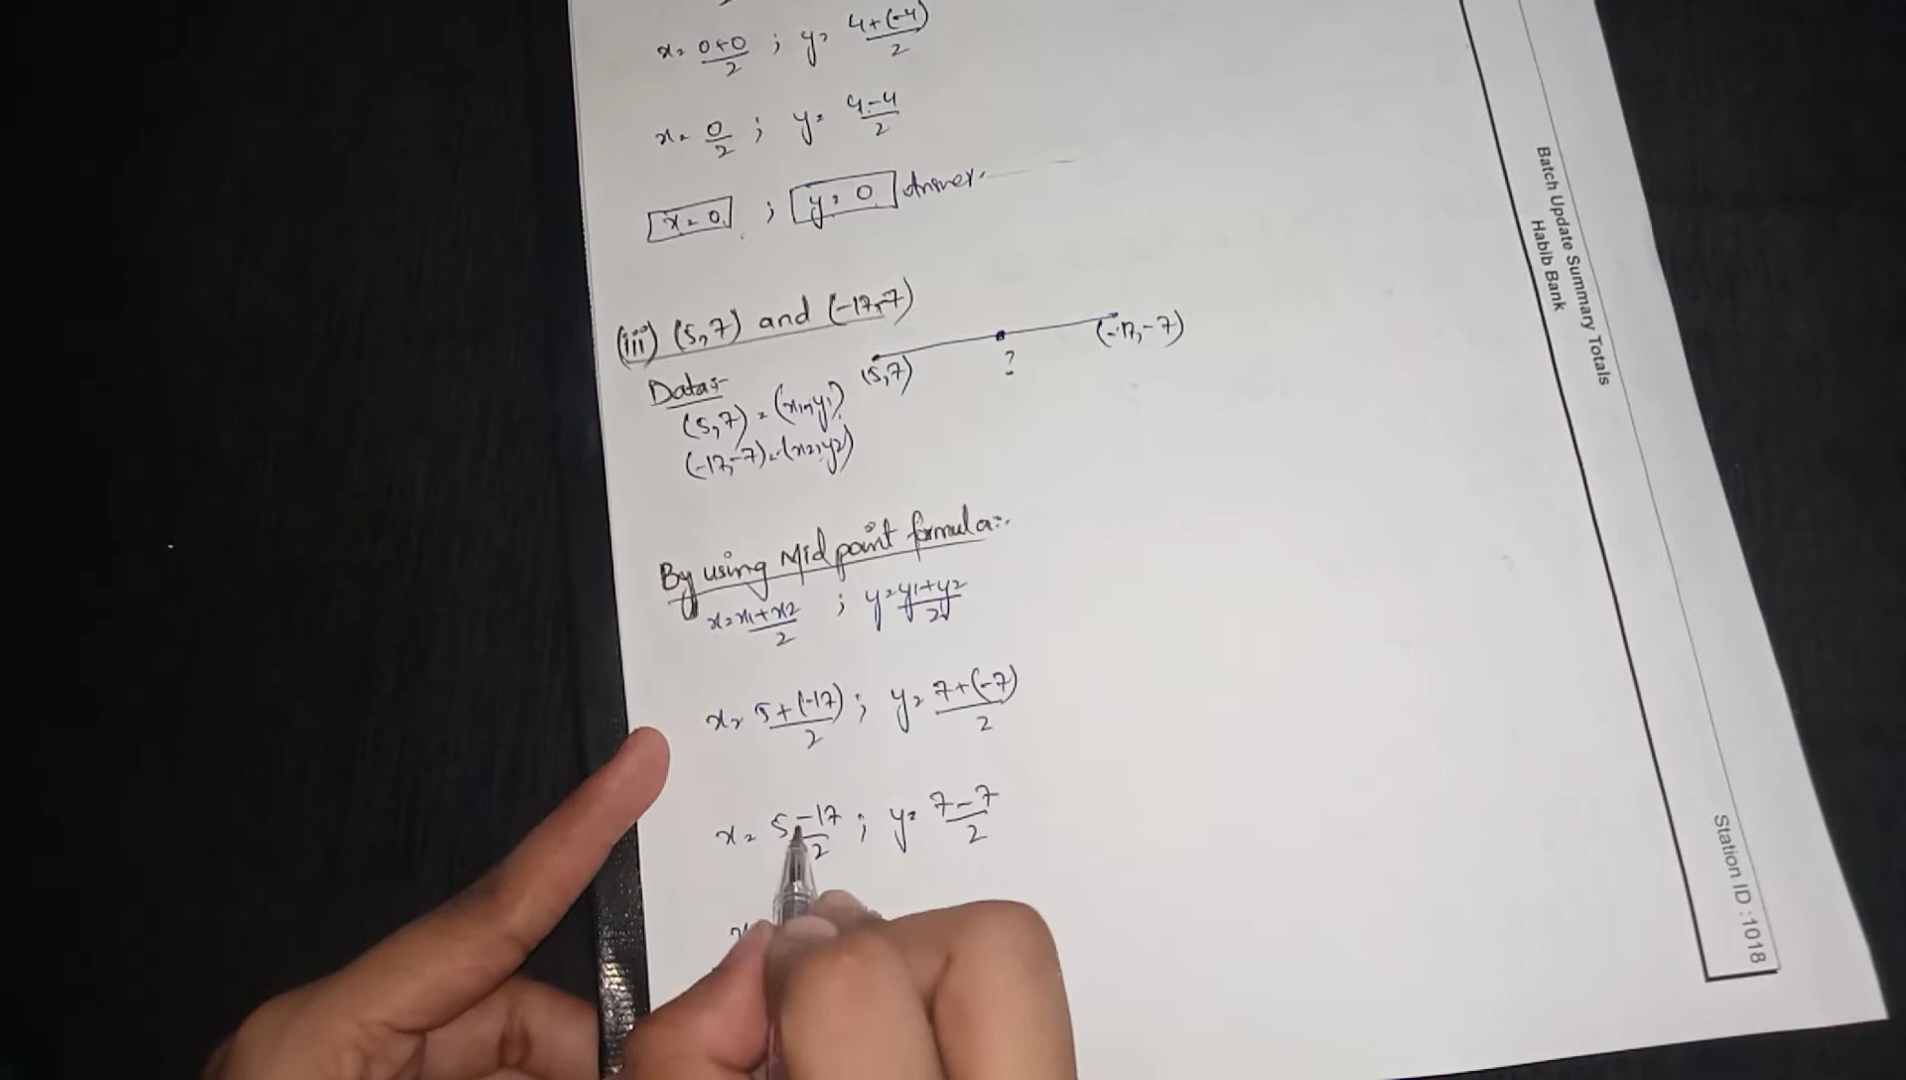 x = 0+0/2 ; y = 4+(-4)/2
x = 0/2 ; y = 4-4/2
x = 0 ; y = 0 Answer.
(iii) (5,7) and (-17,-7)
(5,7) ? (-17,-7)
Data:-
(5,7) = (x1,y1)
(-17,-7) = (x2,y2)
By using Mid point formula:-
x = x1+x2/2 ; y = y1+y2/2
x = 5+(-17)/2 ; y = 7+(-7)/2
x = 5-17/2 ; y = 7-7/2
x
Batch Update Summary Totals
Habib Bank
Station ID :1018